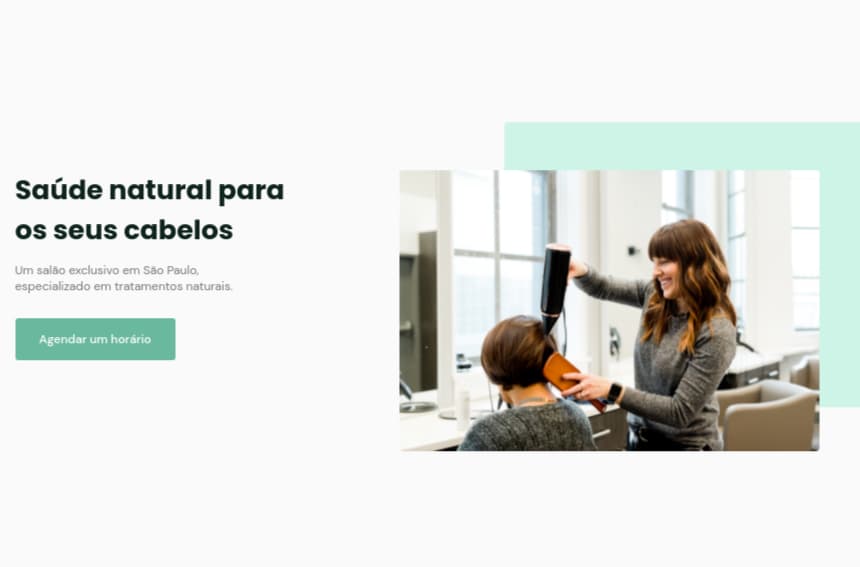 Saúde natural para
os seus cabelos
Um salão exclusivo em São Paulo,
especializado em tratamentos naturais.
Agendar um horário